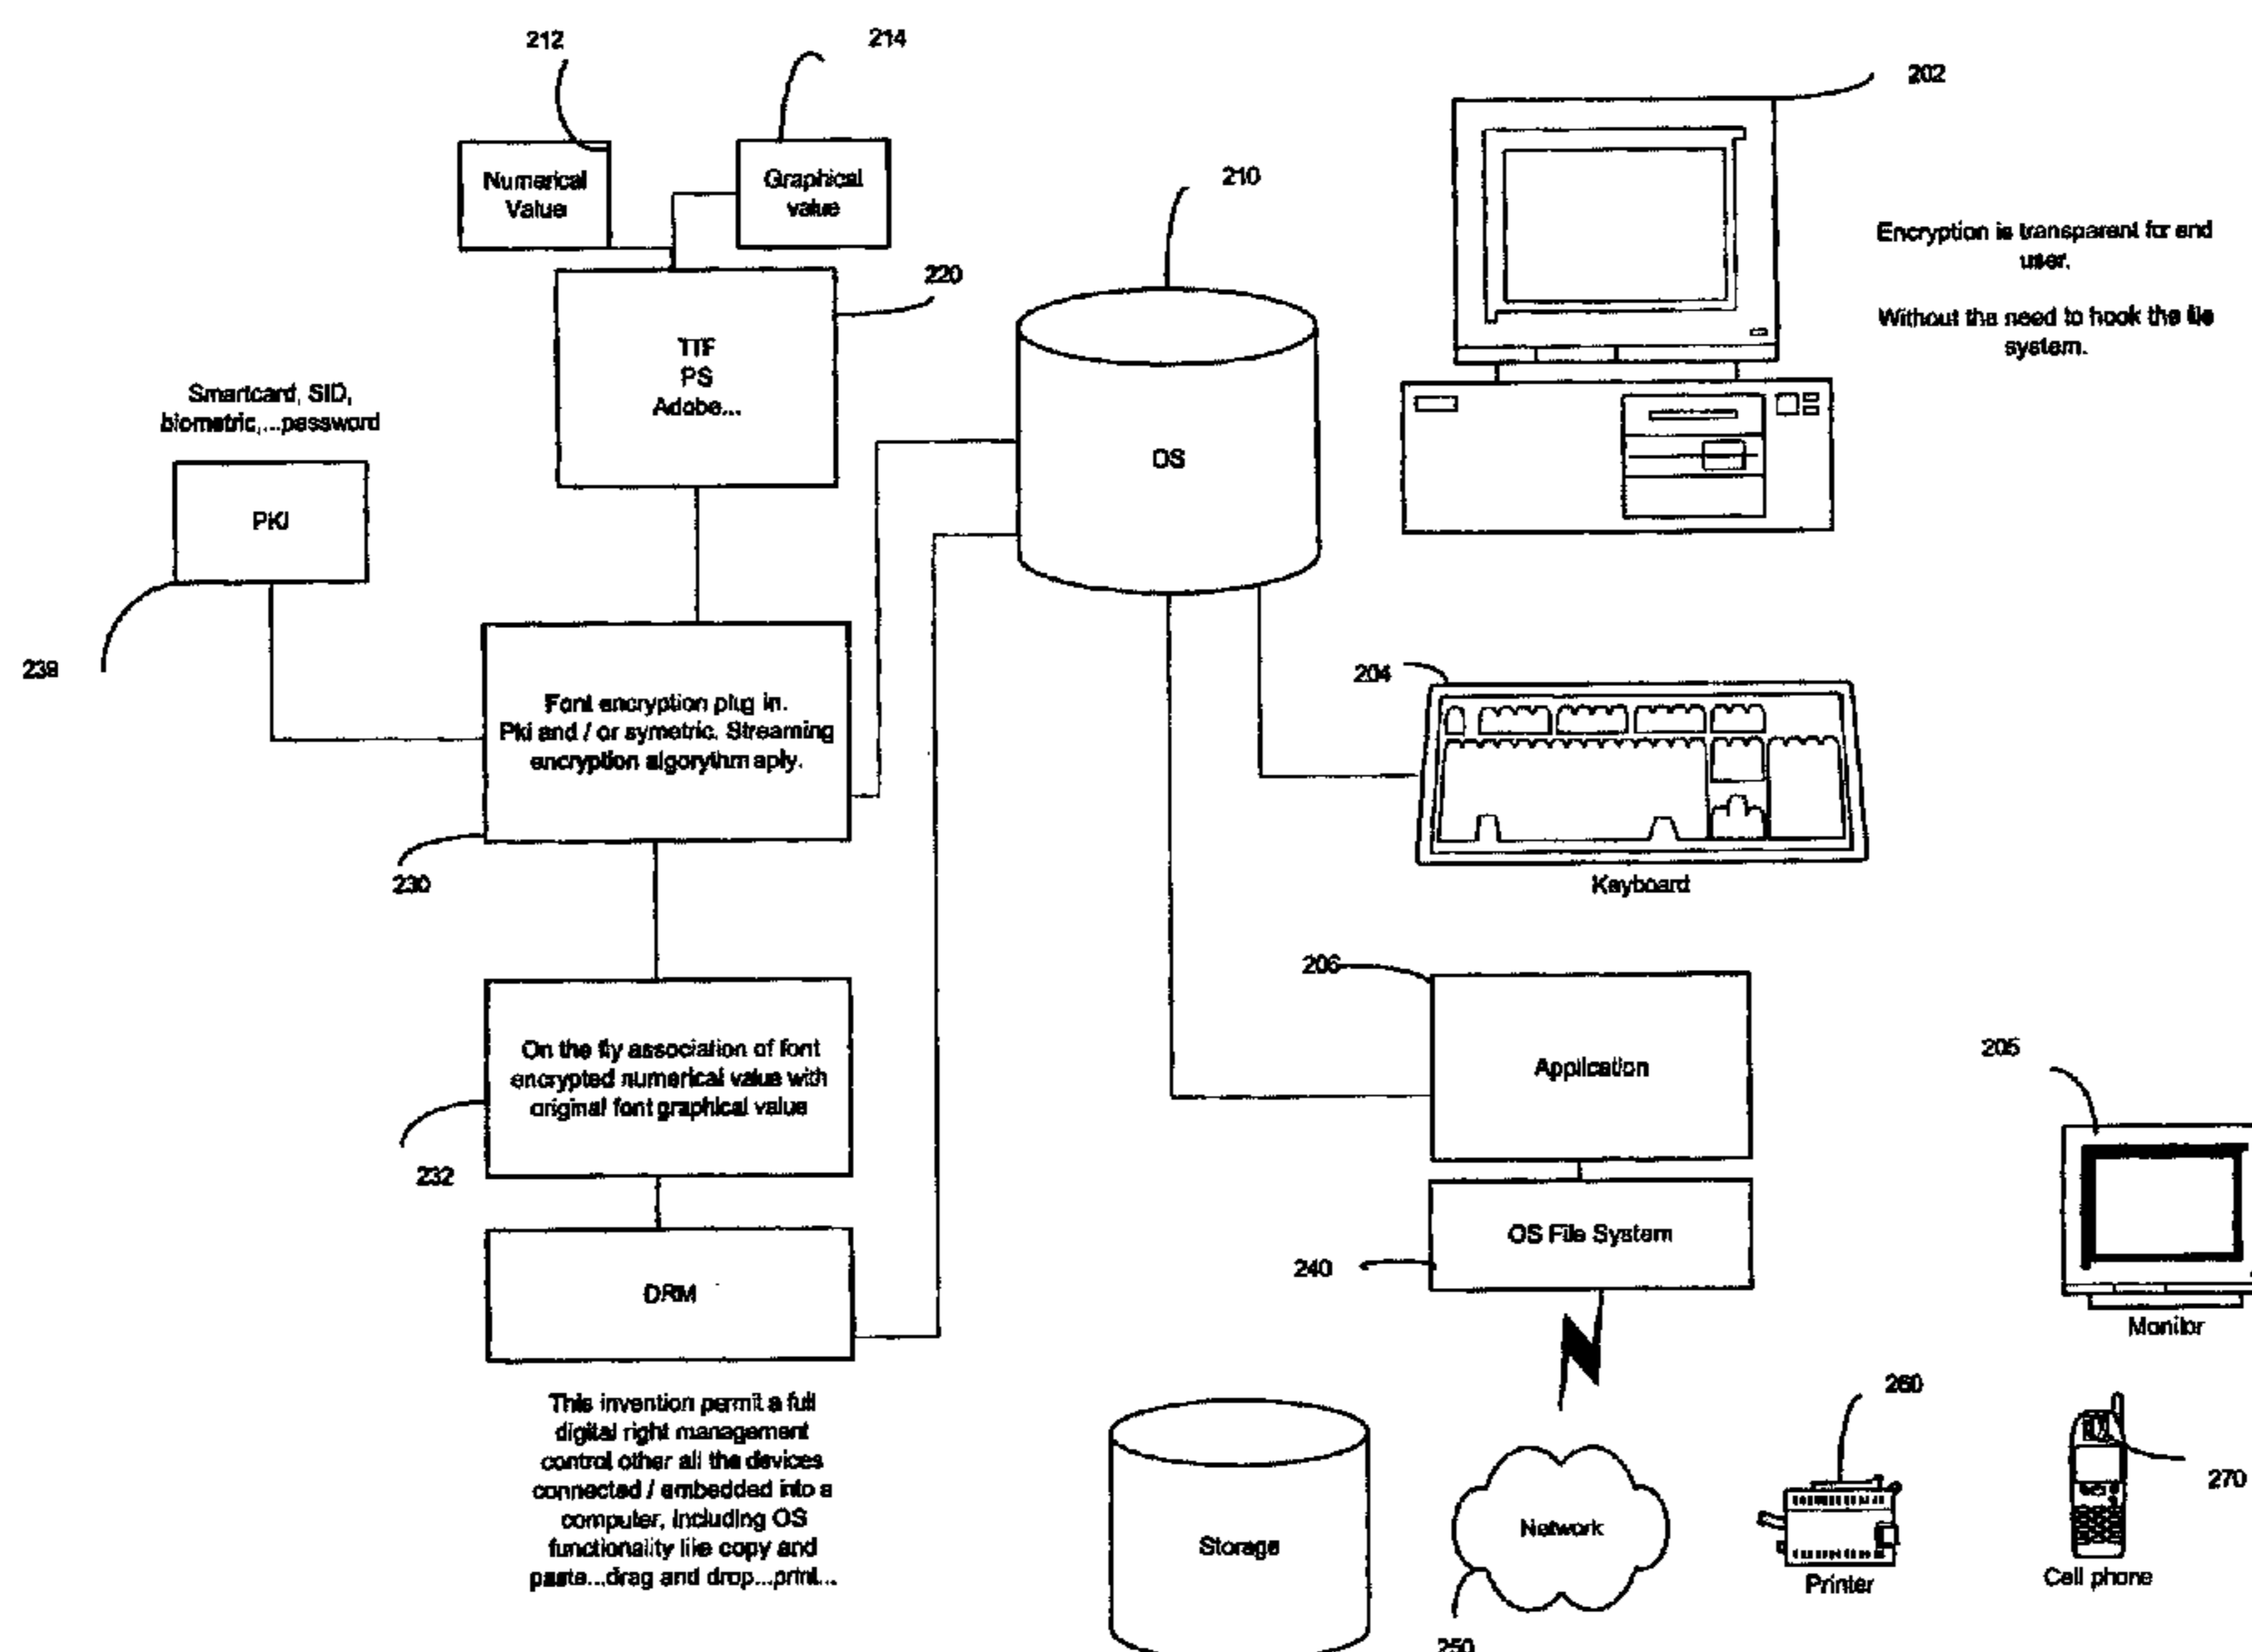 212
214
202
Numerical
Value
Graphical
value
210
Encryption is transparent for end
user.
Without the need to hook the file
system.
220
TTF
PS
Adobe...
OS
Smartcard, SID,
biometric,...password
PKI
238
Font encryption plug in.
Pki and / or symetric. Streaming
encryption algorythm aply.
230
204
Keyboard
206
Application
205
On the fly association of font
encrypted numerical value with
original font graphical value
232
OS File System
240
DRM
Monitor
This invention permit a full
digital right management
control other all the devices
connected / embedded into a
computer, including OS
functionality like copy and
paste...drag and drop...print...
Storage
Network
250
260
Printer
270
Cell phone